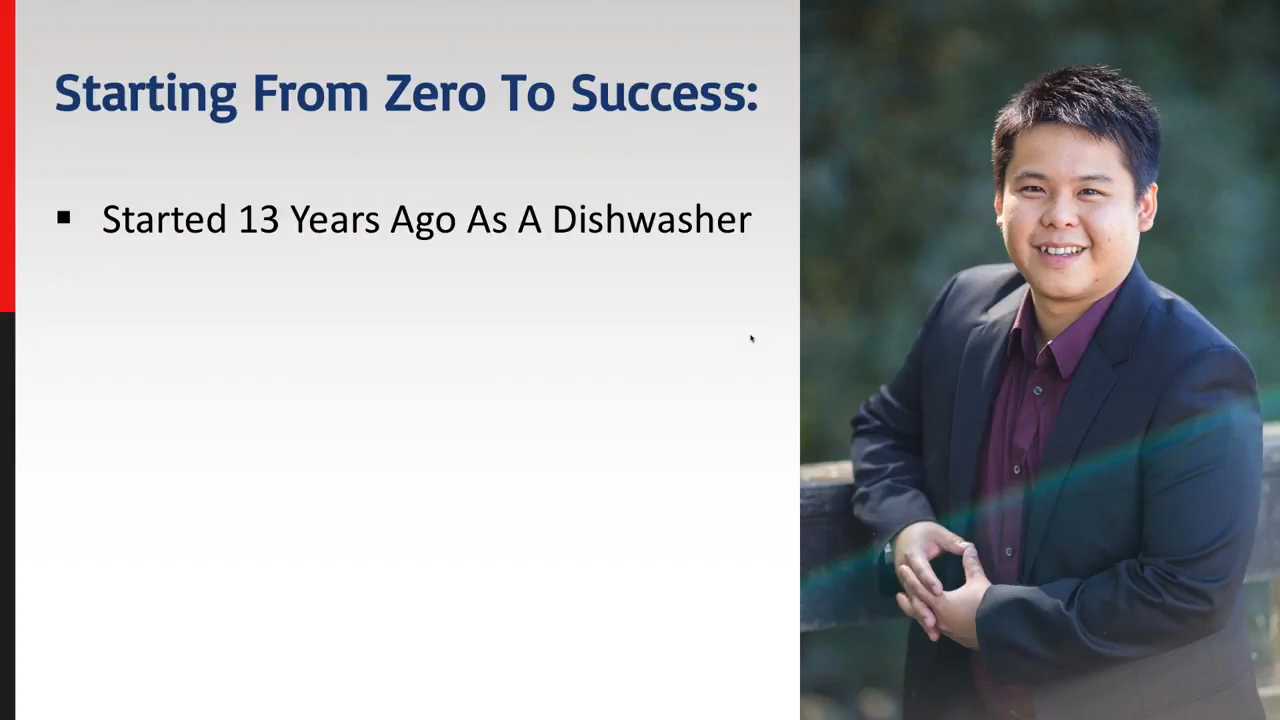 Starting From Zero To Success:
▪ Started 13 Years Ago As A Dishwasher